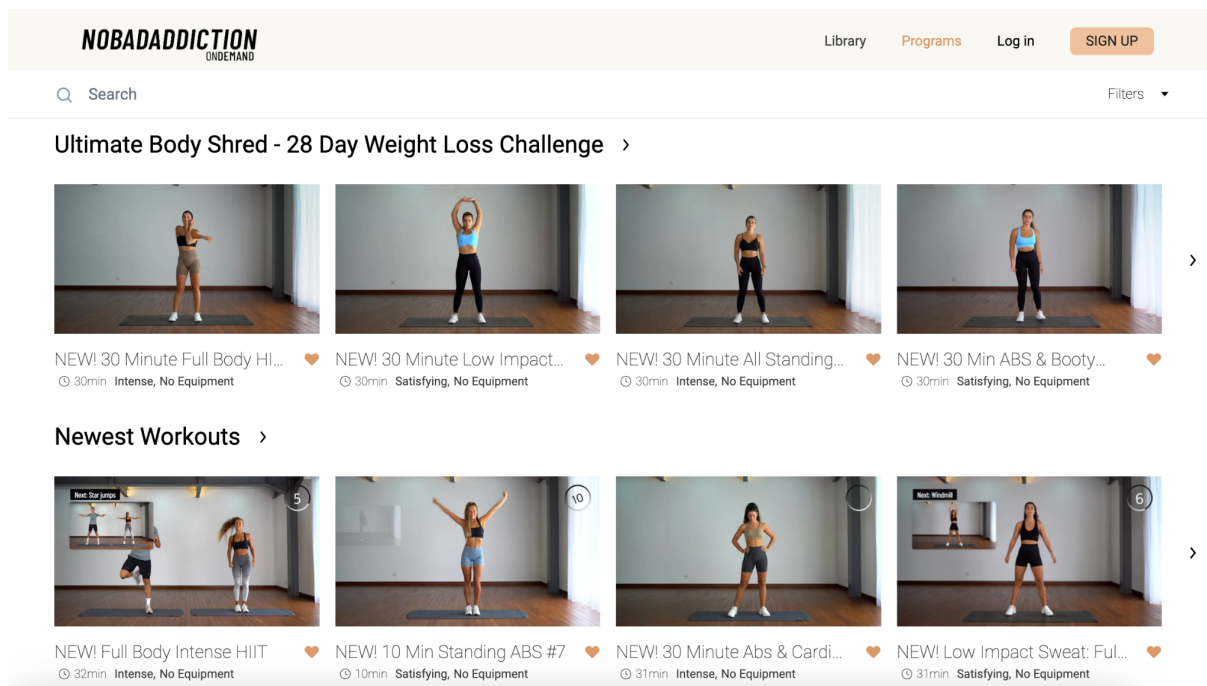 NOBADADDICTION
ONDEMAND
Library Programs Log in SIGN UP
Search Filters
Ultimate Body Shred - 28 Day Weight Loss Challenge
NEW! 30 Minute Full Body HI...
30min Intense, No Equipment
NEW! 30 Minute Low Impact...
30min Satisfying, No Equipment
NEW! 30 Minute All Standing...
30min Intense, No Equipment
NEW! 30 Min ABS & Booty...
30min Satisfying, No Equipment
Newest Workouts
Next: Star jumps
5
NEW! Full Body Intense HIIT
32min Intense, No Equipment
10
NEW! 10 Min Standing ABS #7
10min Satisfying, No Equipment
NEW! 30 Minute Abs & Cardi...
31min Intense, No Equipment
Next: Windmill
6
NEW! Low Impact Sweat: Ful...
31min Satisfying, No Equipment